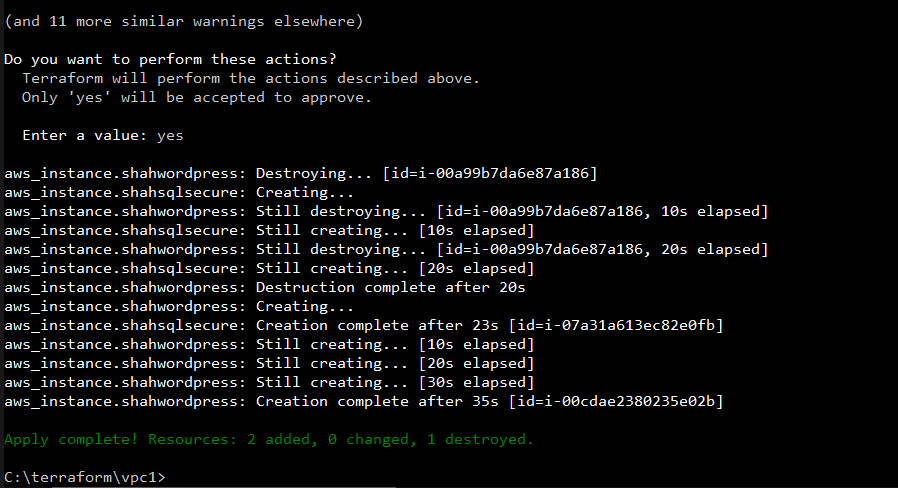 (and 11 more similar warnings elsewhere)
Do you want to perform these actions?
Terraform will perform the actions described above.
Only 'yes' will be accepted to approve.
Enter a value: yes
aws_instance.shahwordpress: Destroying... [id=i-00a99b7da6e87a186]
aws_instance.shahsqlsecure: Creating...
aws_instance.shahwordpress: Still destroying... [id=i-00a99b7da6e87a186, 10s elapsed]
aws_instance.shahsqlsecure: Still creating... [10s elapsed]
aws_instance.shahwordpress: Still destroying... [id=i-00a99b7da6e87a186, 20s elapsed]
aws_instance.shahsqlsecure: Still creating... [20s elapsed]
aws_instance.shahwordpress: Destruction complete after 20s
aws_instance.shahwordpress: Creating...
aws_instance.shahsqlsecure: Creation complete after 23s [id=i-07a31a613ec82e0fb]
aws_instance.shahwordpress: Still creating... [10s elapsed]
aws_instance.shahwordpress: Still creating... [20s elapsed]
aws_instance.shahwordpress: Still creating... [30s elapsed]
aws_instance.shahwordpress: Creation complete after 35s [id=i-00cdae2380235e02b]
Apply complete! Resources: 2 added, 0 changed, 1 destroyed.
C:\terraform\vpc1>